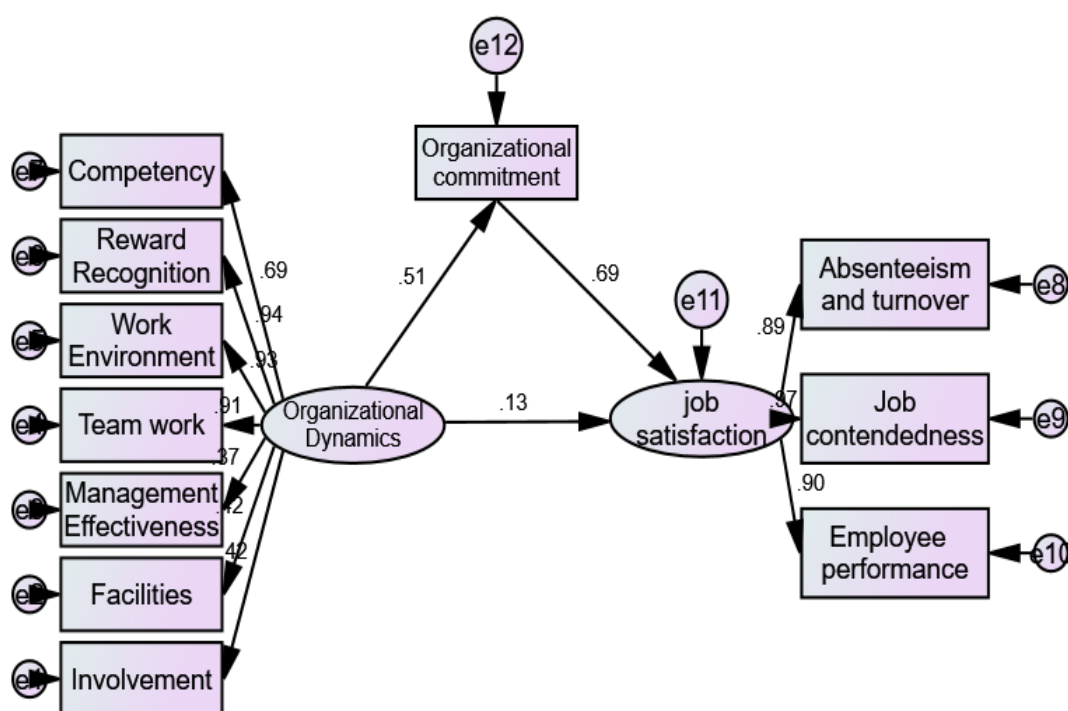 e12
Organizational
commitment
Competency
Reward
Recognition
Work
Environment
Team work
Management
Effectiveness
Facilities
Involvement
.69
.94
.93
.91
.37
.42
.42
Organizational
Dynamics
.51
.69
.13
e11
job
satisfaction
.89
.97
.90
Absenteeism
and turnover
e8
Job
contendedness
e9
Employee
performance
e10